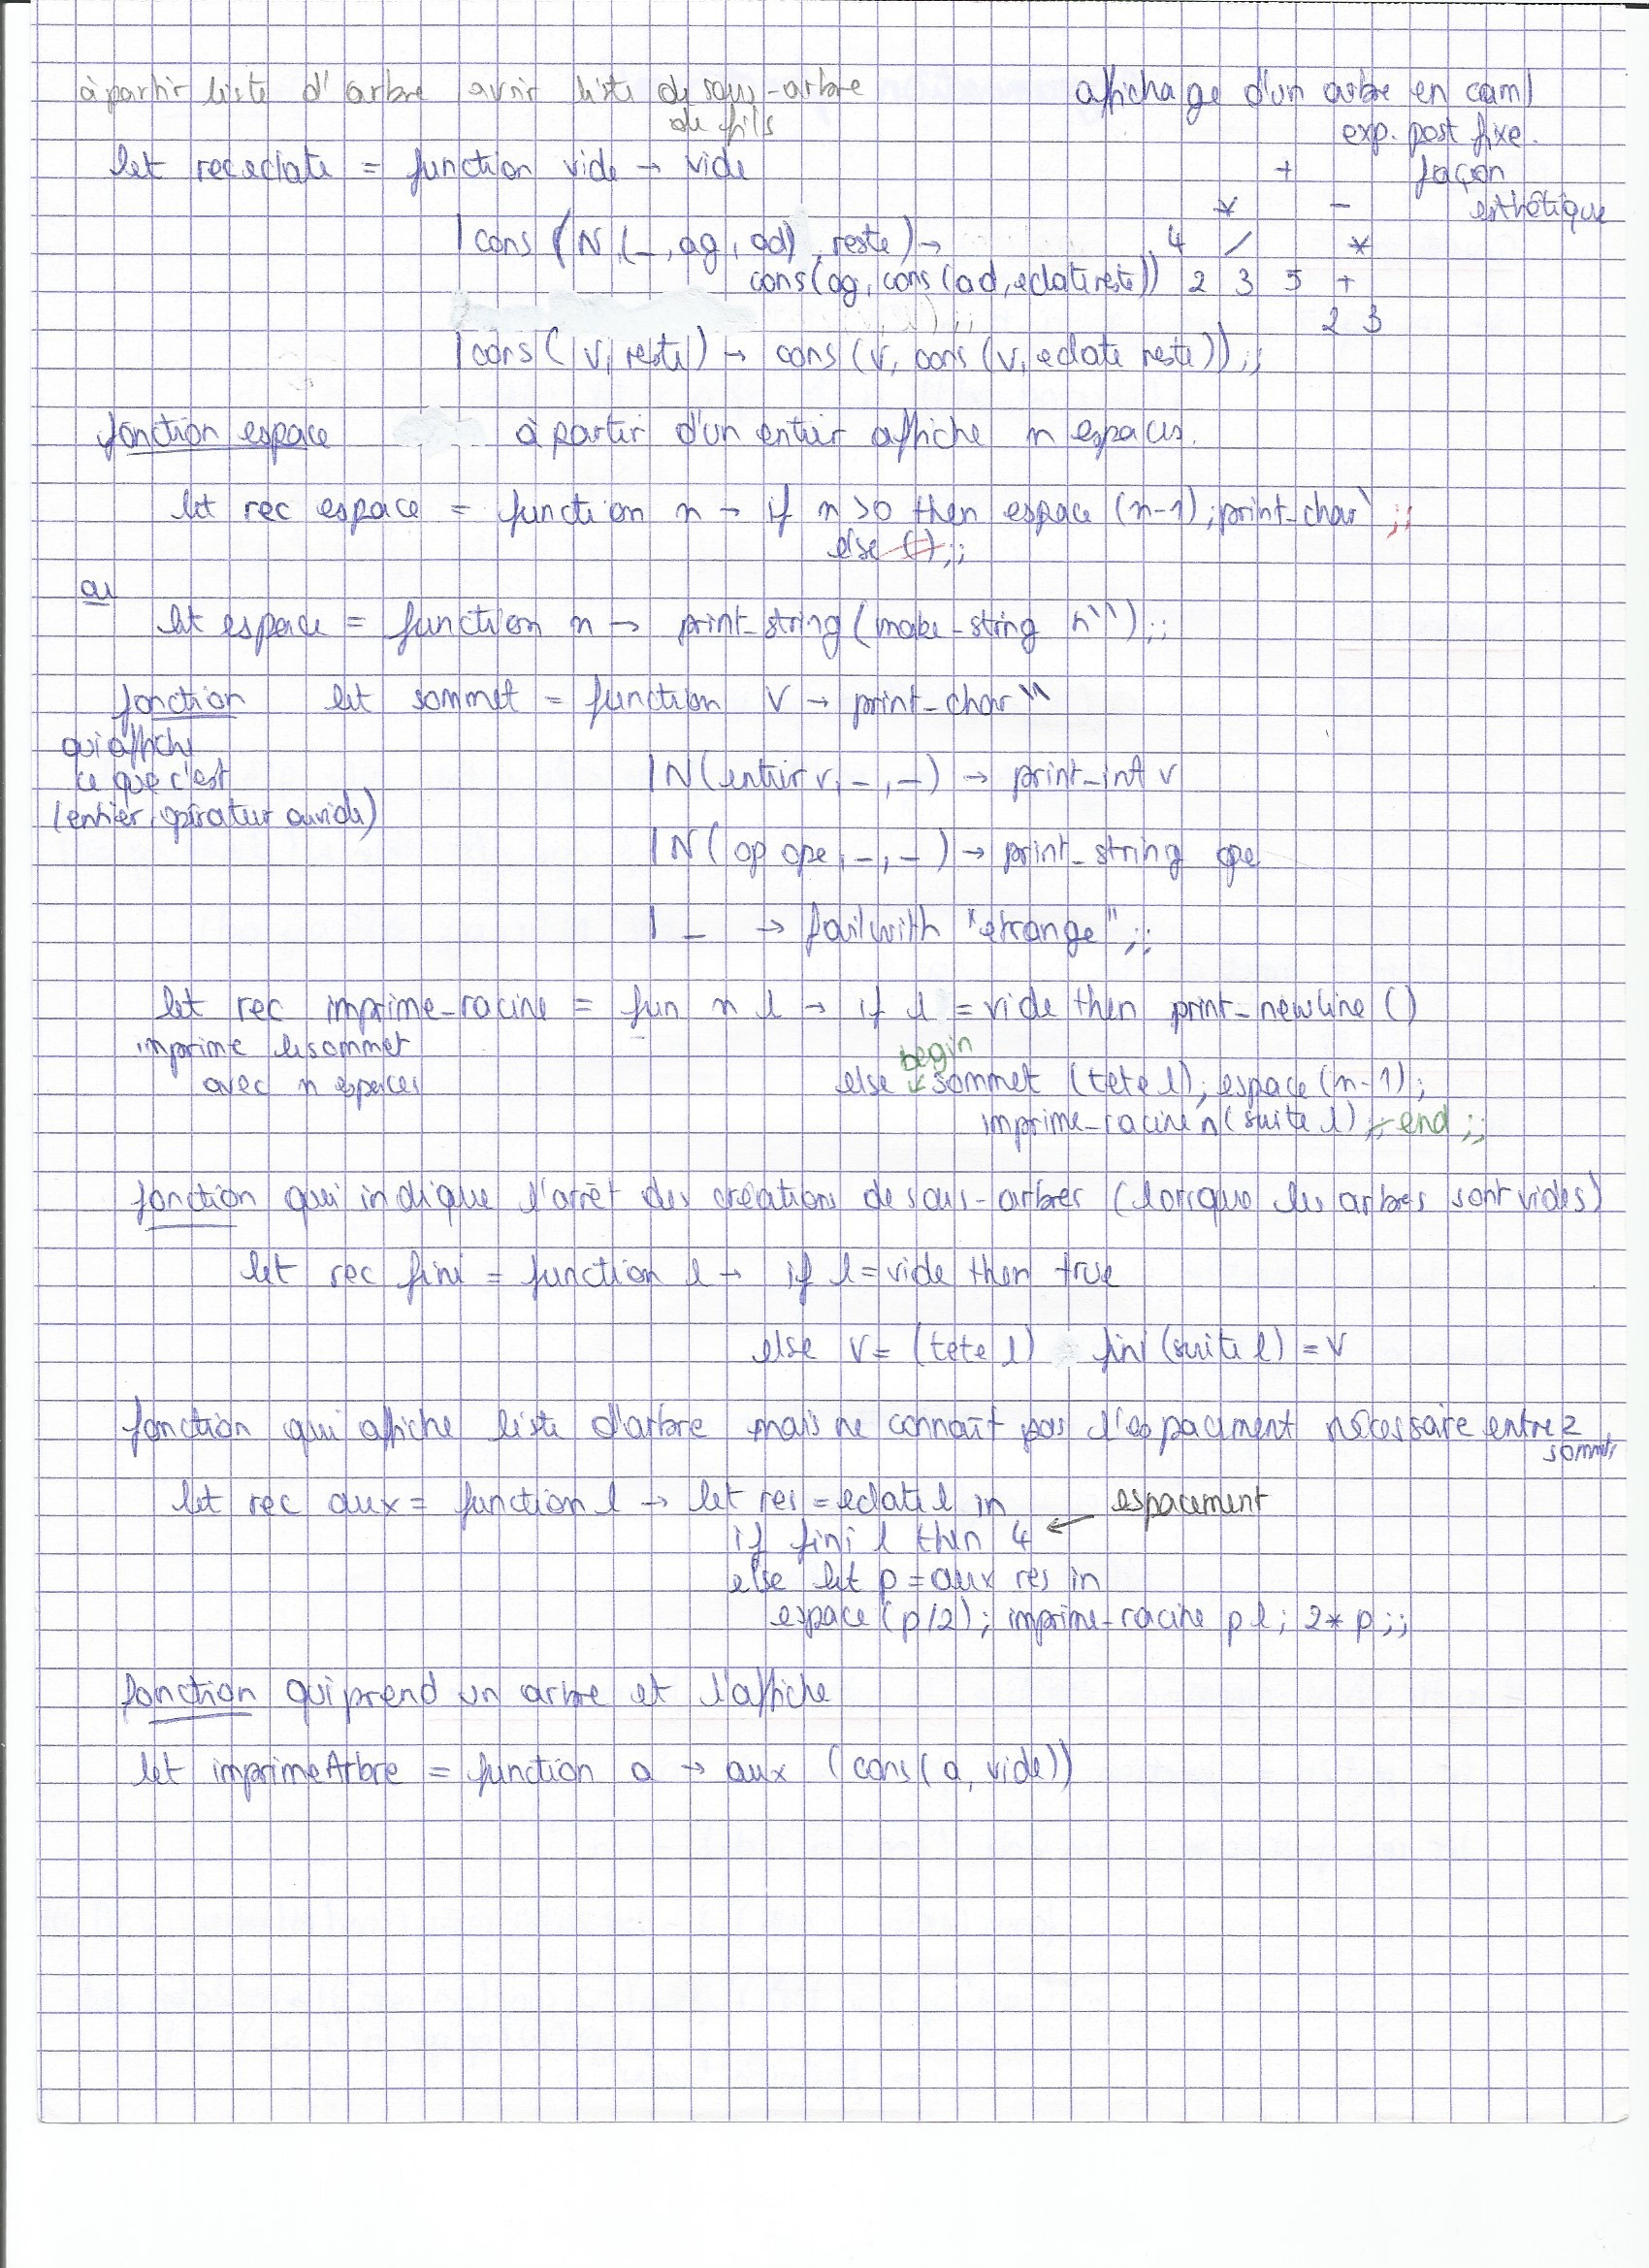 à partir liste d'arbre avoir liste de sous-arbre
de fils
affichage d'un arbre en caml
exp. post fixe.
façon
esthétique
+
* -
4 / *
2 3 5 +
2 3
let rec eclate = function vide → vide
| cons (N (_, ag, ad), reste) →
cons(ag, cons(ad, eclate reste))
| cons (V, reste) → cons (V, cons (V, eclate reste));;
fonction espace à partir d'un entier affiche n espaces.
let rec espace = function n → if n > 0 then espace (n-1); print_char ` ` ;;
else ();;
ou
let espace = function n → print_string (make_string n ` `);;
fonction
qui affiche
ce que c'est
(entier, opérateur ou vide)
let sommet = function V → print_char ` `
| N (entier v, _, _) → print_int v
| N (op ope, _, _) → print_string ope
| _ → failwith "etrange";;
let rec imprime_racine = fun n l → if l = vide then print_newline ()
imprime les sommet
avec n espaces
begin
else sommet (tete l); espace (n-1);
imprime_racine n (suite l) ;; end ;;
fonction qui indique l'arrêt des créations de sous-arbres (lorsque les arbres sont vides)
let rec fini = function l → if l = vide then true
else V = (tete l) fini (suite l) = V
fonction qui affiche liste d'arbre mais ne connaît pas l'espacement nécessaire entre 2
sommets
let rec aux = function l → let res = eclate l in
if fini l then 4 ← espacement
else let p = aux res in
espace (p/2); imprime_racine p l; 2 * p;;
fonction qui prend un arbre et l'affiche
let imprimeArbre = function a → aux (cons (a, vide))